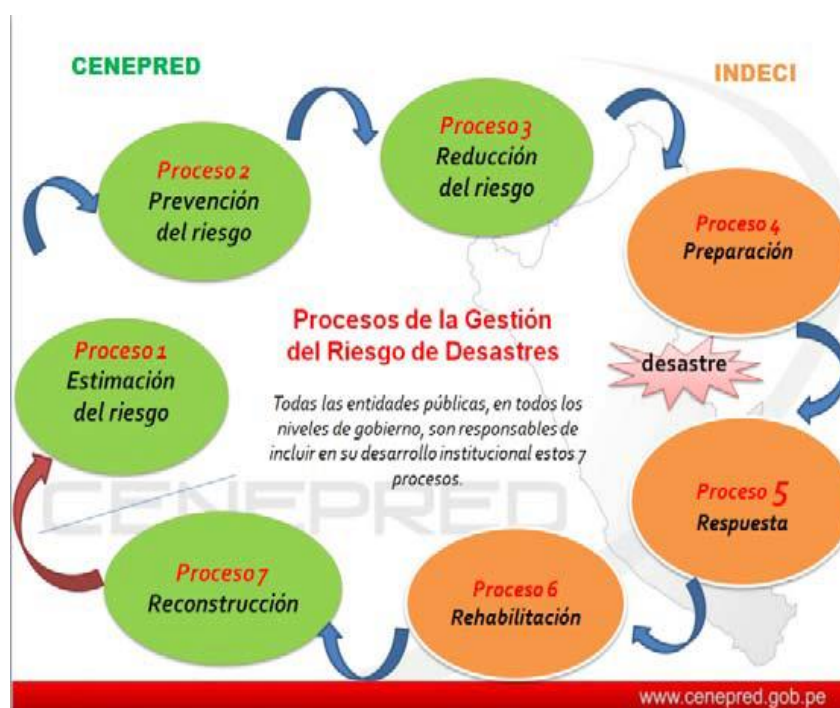 CENEPRED
INDECI
Proceso 2
Prevención
del riesgo
Proceso 3
Reducción
del riesgo
Proceso 4
Preparación
Procesos de la Gestión
del Riesgo de Desastres
desastre
Proceso 1
Estimación
del riesgo
Todas las entidades públicas, en todos los
niveles de gobierno, son responsables de
incluir en su desarrollo institucional estos 7
procesos.
CENEPRED
Proceso 5
Respuesta
Proceso 7
Reconstrucción
Proceso 6
Rehabilitación
www.cenepred.gob.pe